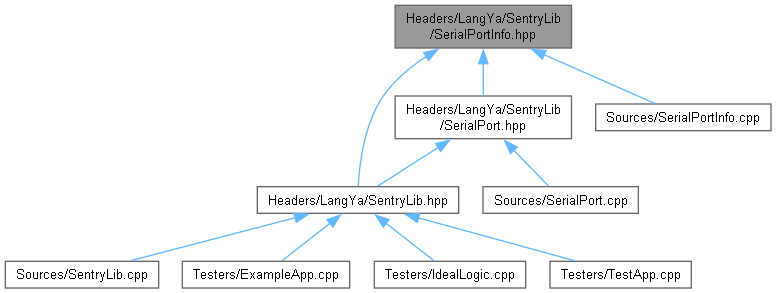 Headers/LangYa/SentryLib
/SerialPortInfo.hpp
Headers/LangYa/SentryLib
/SerialPort.hpp
Sources/SerialPortInfo.cpp
Headers/LangYa/SentryLib.hpp
Sources/SerialPort.cpp
Sources/SentryLib.cpp
Testers/ExampleApp.cpp
Testers/IdealLogic.cpp
Testers/TestApp.cpp